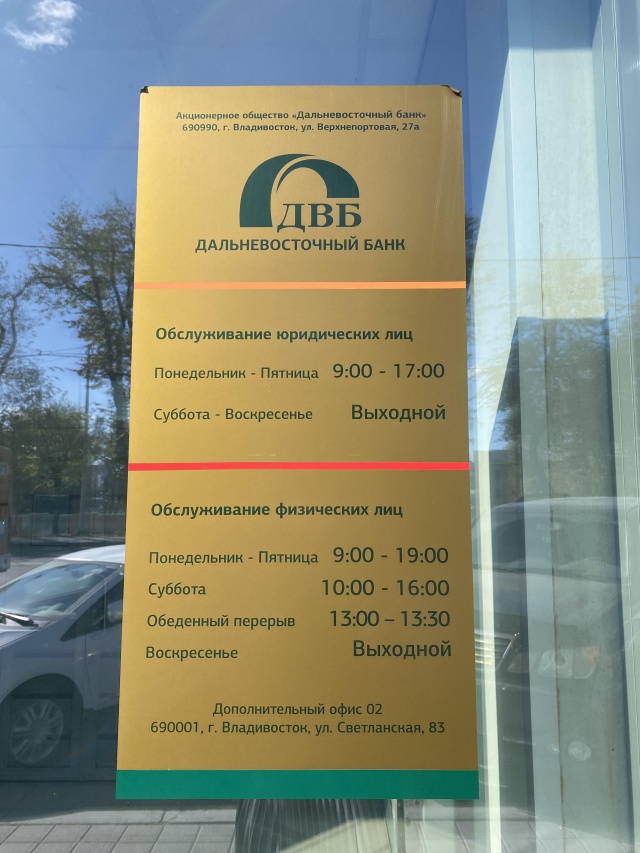 Акционерное общество «Дальневосточный банк»
690990, г. Владивосток, ул. Верхнепортовая, 27а
ДВБ
ДАЛЬНЕВОСТОЧНЫЙ БАНК
Обслуживание юридических лиц
Понедельник - Пятница 9:00 - 17:00
Суббота - Воскресенье Выходной
Обслуживание физических лиц
Понедельник - Пятница 9:00 - 19:00
Суббота 10:00 - 16:00
Обеденный перерыв 13:00 – 13:30
Воскресенье Выходной
Дополнительный офис 02
690001, г. Владивосток, ул. Светланская, 83